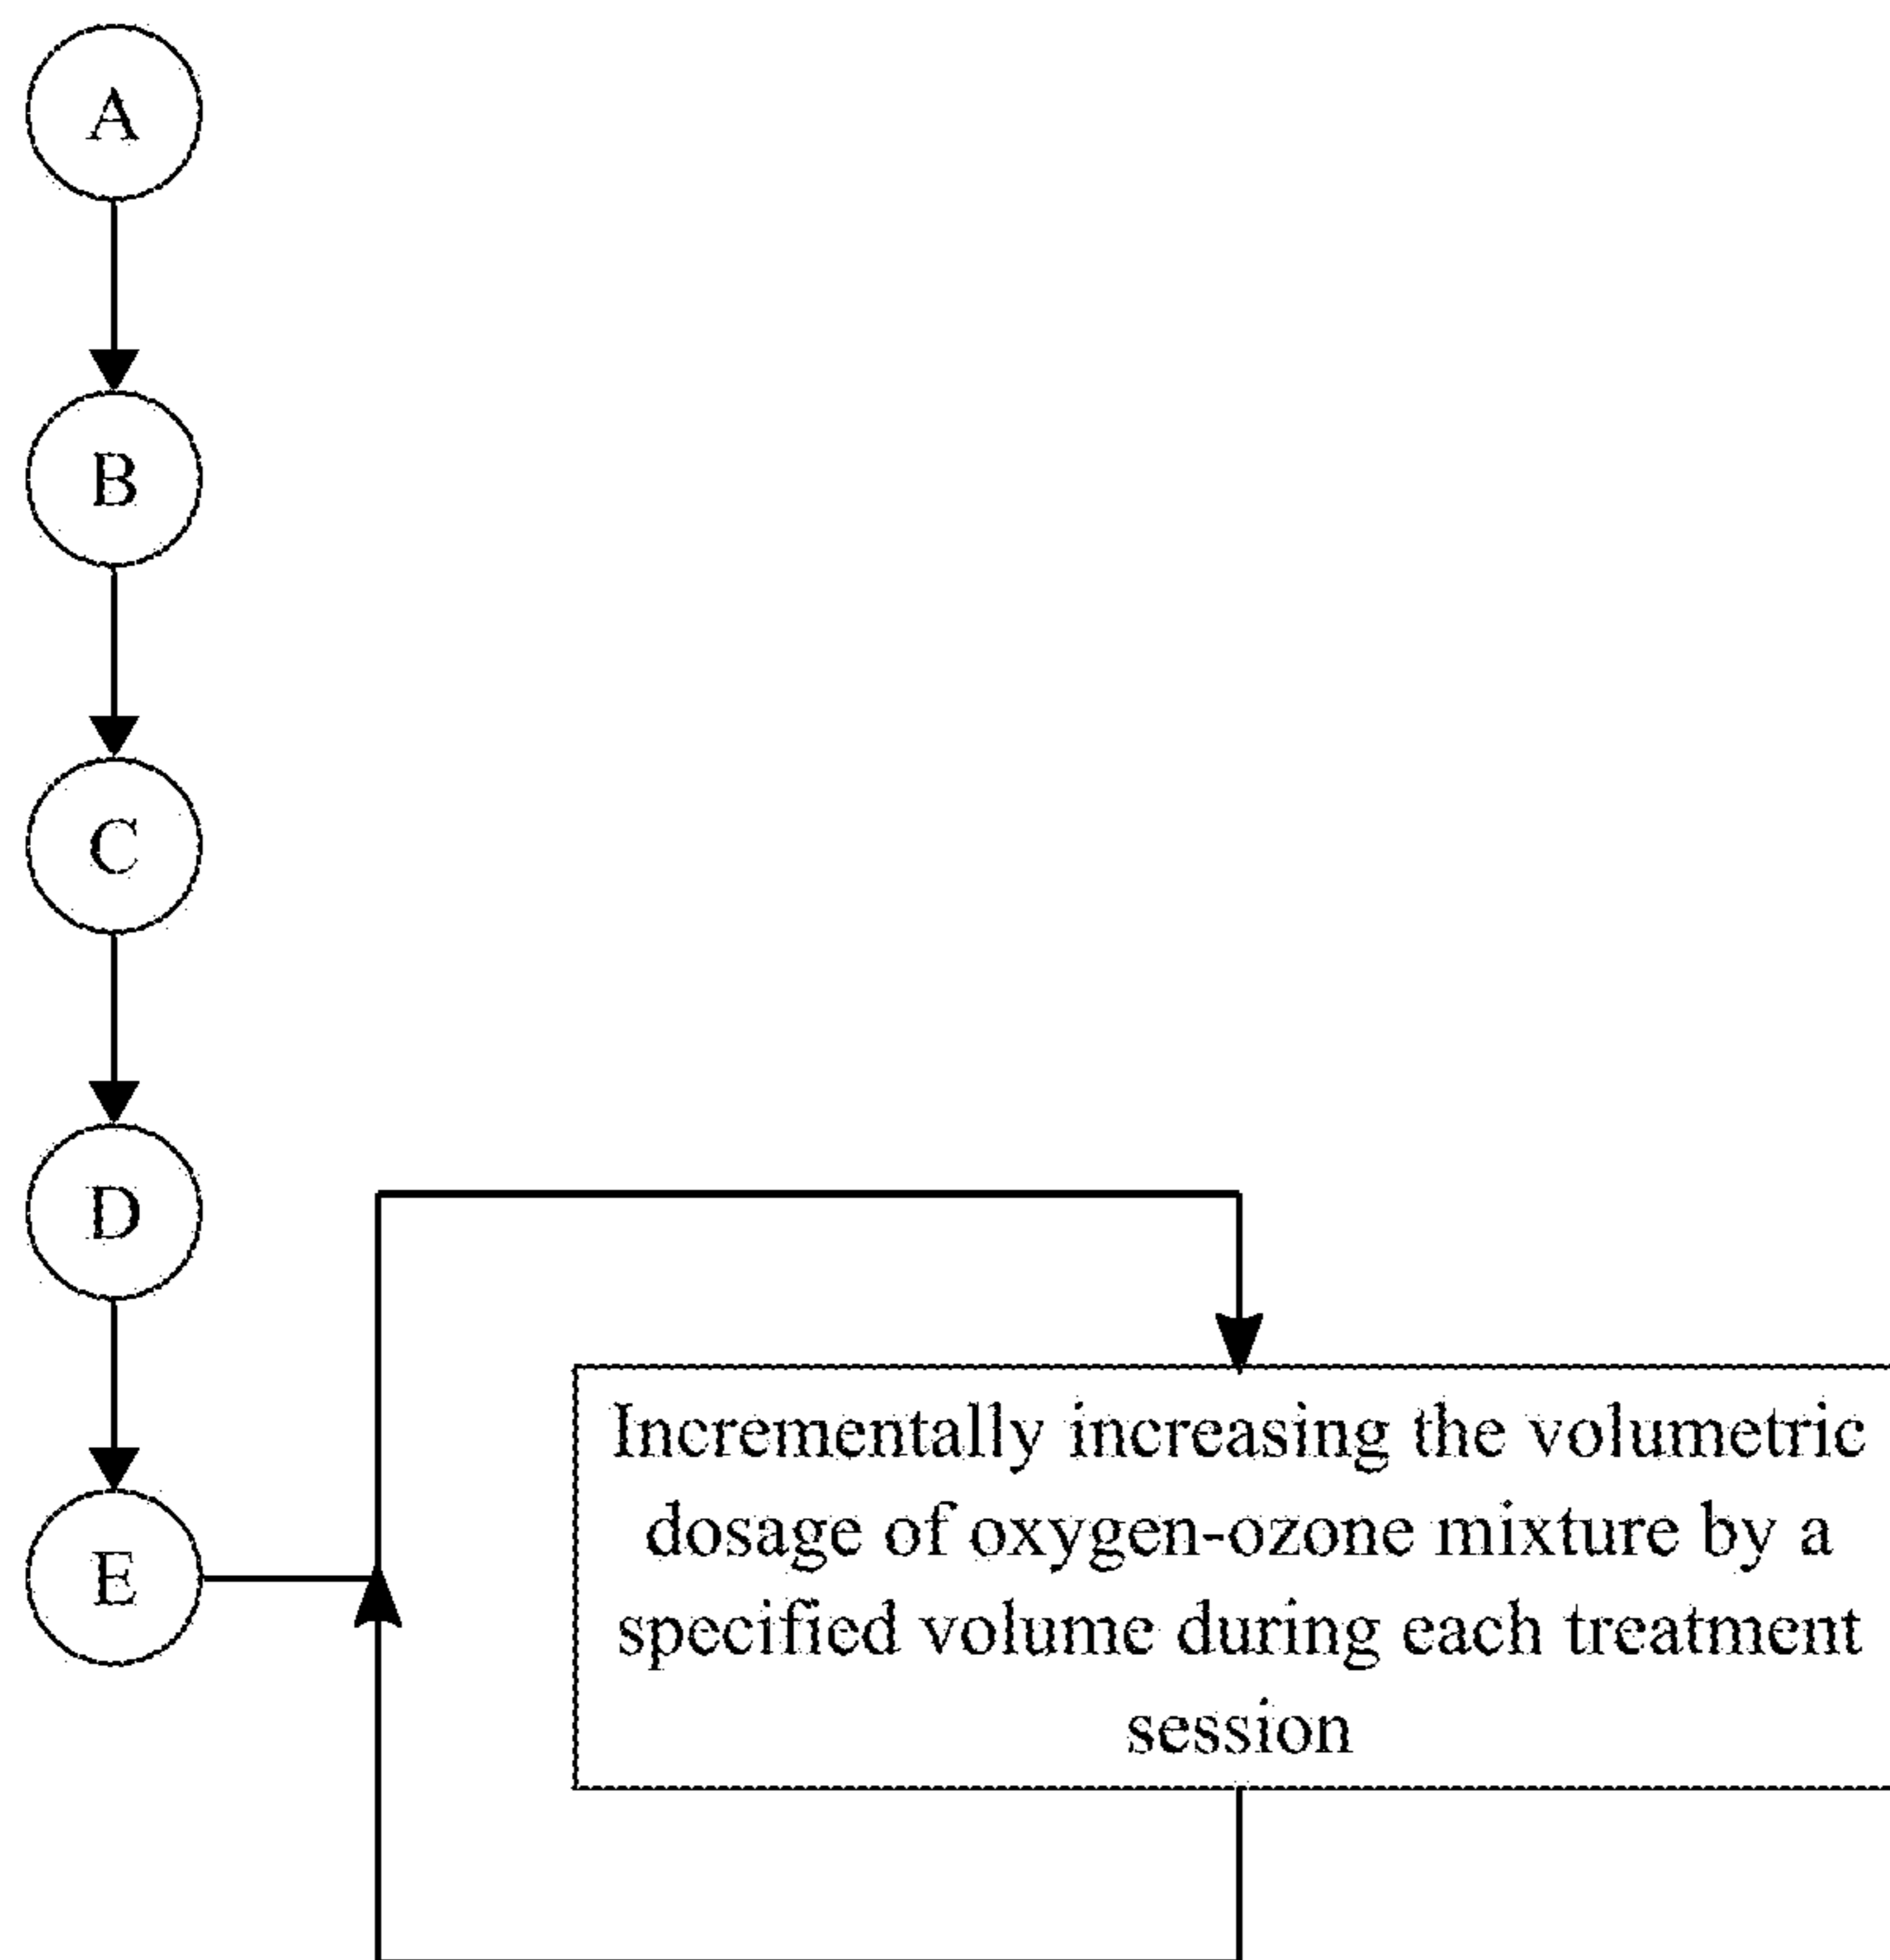 A
B
C
D
E
Incrementally increasing the volumetric
dosage of oxygen-ozone mixture by a
specified volume during each treatment
session